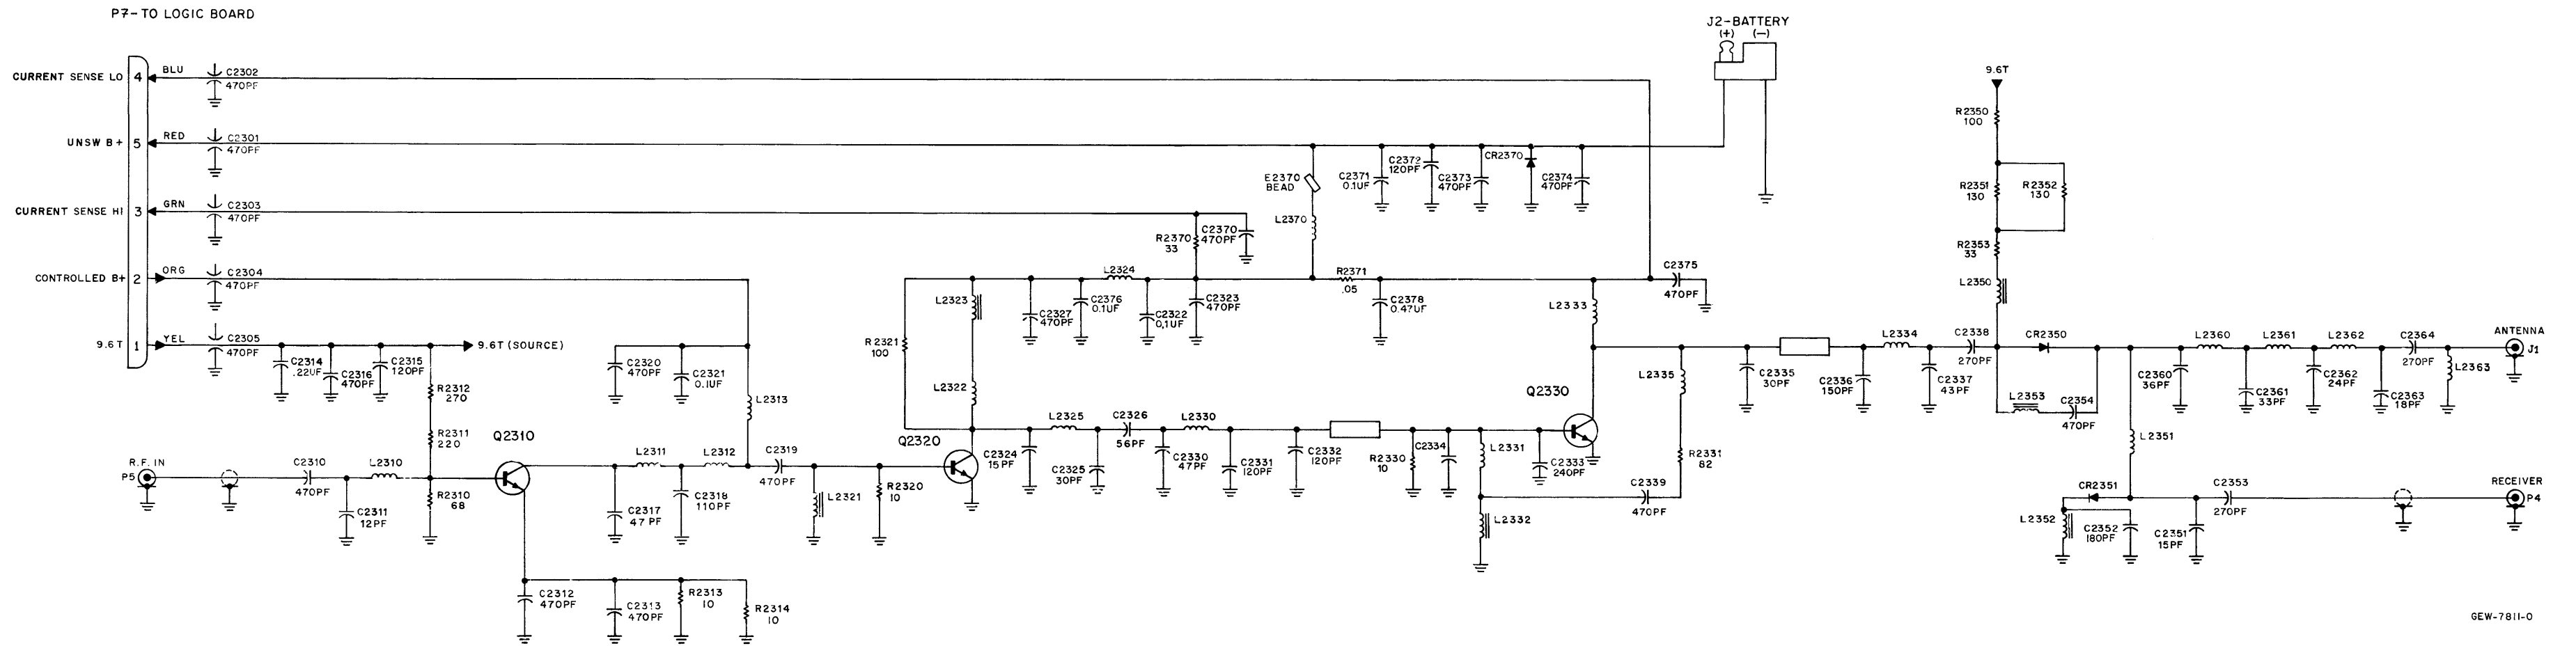 P7-TO LOGIC BOARD
J2-BATTERY
(+) (−)
CURRENT SENSE LO 4 BLU
C2302
470PF
UNSW B+ 5 RED
C2301
470PF
CURRENT SENSE HI 3 GRN
C2303
470PF
CONTROLLED B+ 2 ORG
C2304
470PF
9.6T 1 YEL
C2305
470PF
9.6T (SOURCE)
C2314
.22UF
C2316
470PF
C2315
120PF
R2312
270
R2311
220
R2310
68
R.F. IN
P5
C2310
470PF
L2310
C2311
12PF
Q2310
C2312
470PF
C2313
470PF
R2313
10
R2314
10
L2311
L2312
C2317
47PF
C2318
110PF
C2320
470PF
C2321
0.1UF
L2313
C2319
470PF
L2321
R2320
10
Q2320
R2321
100
L2323
L2322
C2327
470PF
C2376
0.1UF
L2324
C2322
0.1UF
C2323
470PF
R2370
33
C2370
470PF
E2370
BEAD
L2370
R2371
.05
C2378
0.47UF
C2371
0.1UF
C2372
120PF
C2373
470PF
CR2370
C2374
470PF
C2375
470PF
C2324
15PF
L2325
C2325
30PF
C2326
56PF
C2330
47PF
L2330
C2331
120PF
C2332
120PF
R2330
10
C2334
L2331
L2332
C2333
240PF
Q2330
L2333
C2339
470PF
L2335
R2331
82
C2335
30PF
C2336
150PF
L2334
C2337
43PF
C2338
270PF
9.6T
R2350
100
R2351
130
R2352
130
R2353
33
L2350
CR2350
L2353
C2354
470PF
L2351
CR2351
L2352
C2352
180PF
C2351
15PF
C2353
270PF
C2360
36PF
L2360
C2361
33PF
L2361
C2362
24PF
L2362
C2363
18PF
C2364
270PF
L2363
ANTENNA
J1
RECEIVER
P4
GEW-7811-0